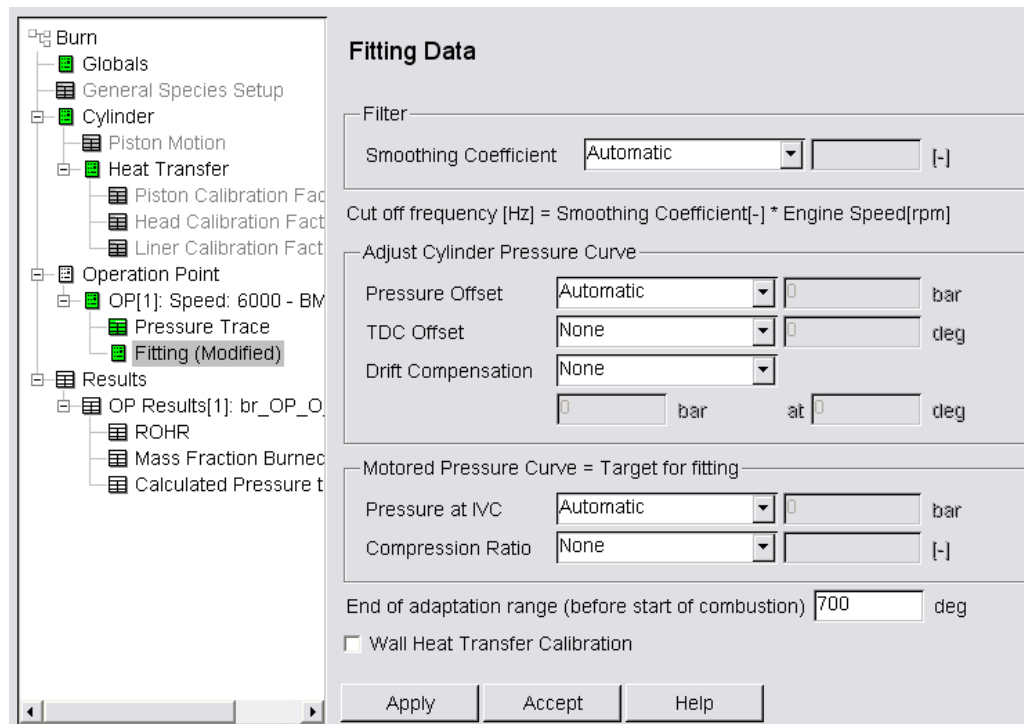 Burn
Globals
General Species Setup
Cylinder
Piston Motion
Heat Transfer
Piston Calibration Fac
Head Calibration Fact
Liner Calibration Fact
Operation Point
OP[1]: Speed: 6000 - BM
Pressure Trace
Fitting (Modified)
Results
OP Results[1]: br_OP_O
ROHR
Mass Fraction Burnec
Calculated Pressure t
Fitting Data
Filter
Smoothing Coefficient Automatic [-]
Cut off frequency [Hz] = Smoothing Coefficient[-] * Engine Speed[rpm]
Adjust Cylinder Pressure Curve
Pressure Offset Automatic 0 bar
TDC Offset None 0 deg
Drift Compensation None
0 bar at 0 deg
Motored Pressure Curve = Target for fitting
Pressure at IVC Automatic 0 bar
Compression Ratio None [-]
End of adaptation range (before start of combustion) 700 deg
Wall Heat Transfer Calibration
Apply Accept Help